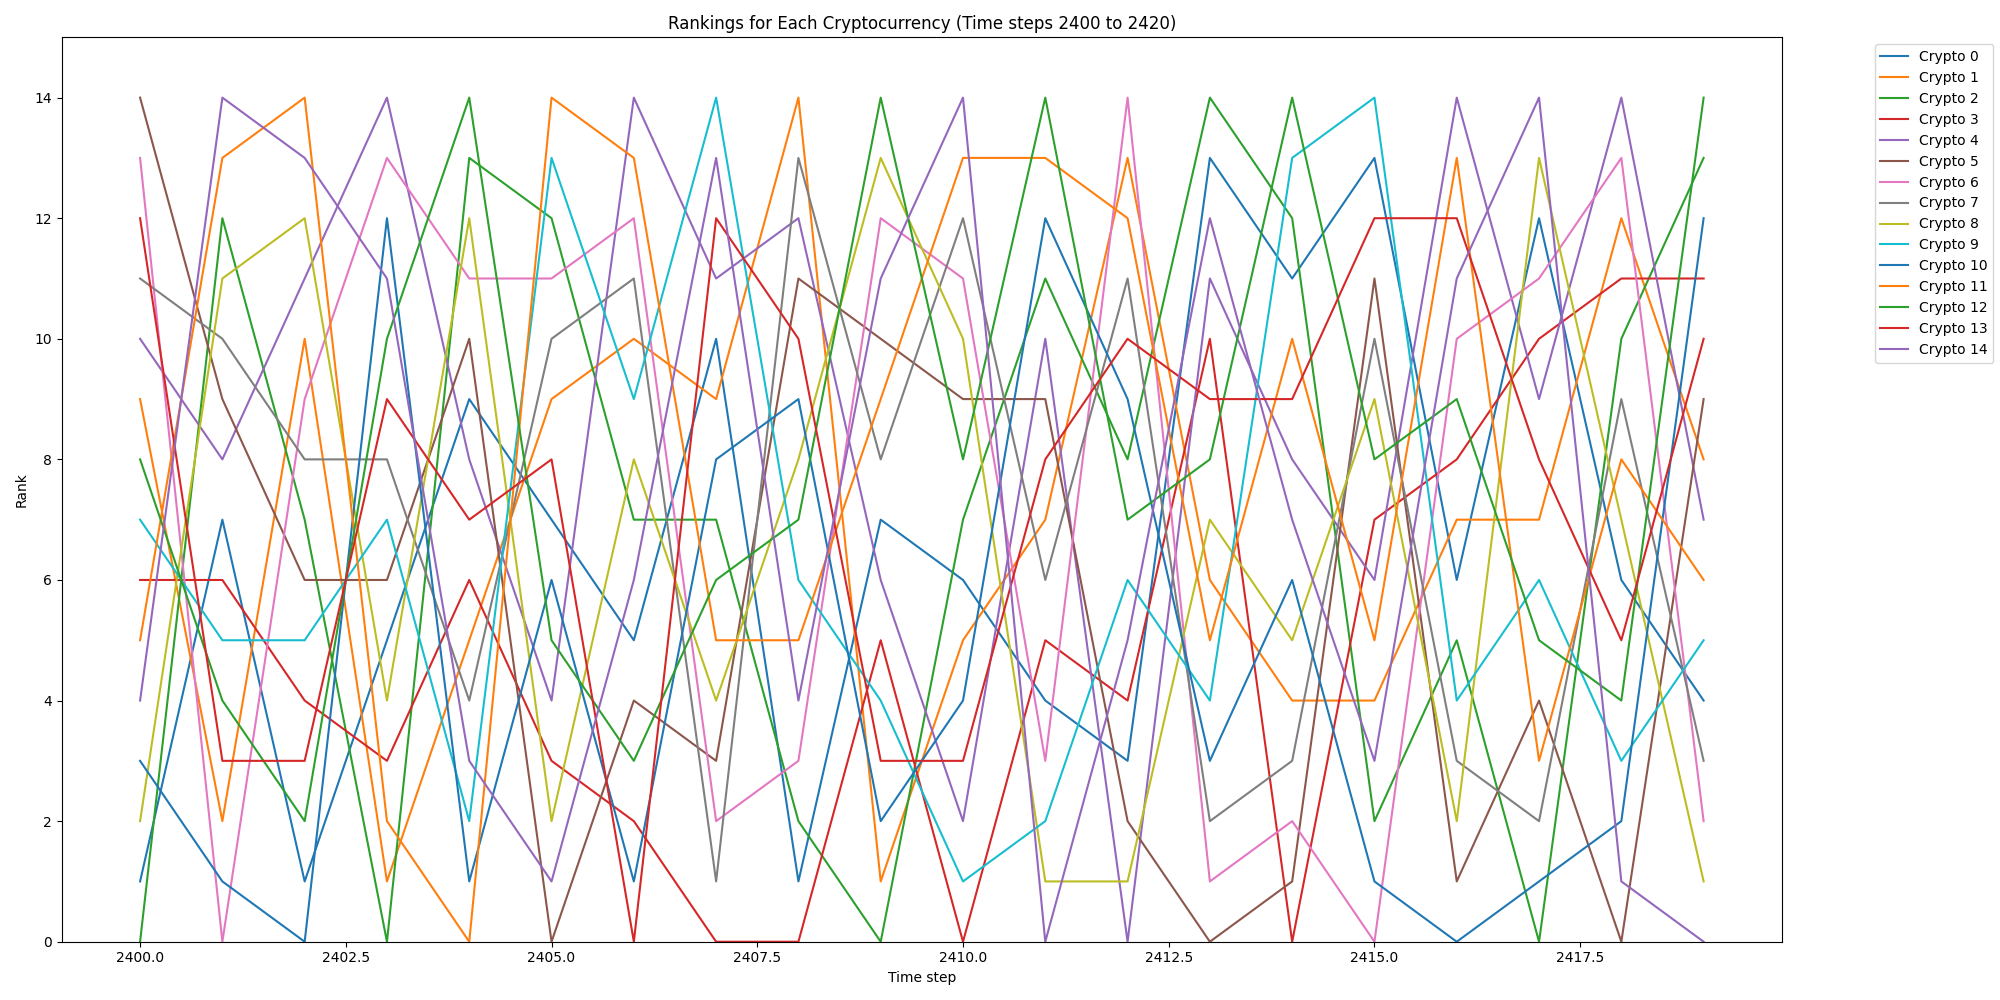 Rankings for Each Cryptocurrency (Time steps 2400 to 2420)
Rank
14
12
10
8
6
4
2
0
2400.0
2402.5
2405.0
2407.5
2410.0
2412.5
2415.0
2417.5
Time step
Crypto 0
Crypto 1
Crypto 2
Crypto 3
Crypto 4
Crypto 5
Crypto 6
Crypto 7
Crypto 8
Crypto 9
Crypto 10
Crypto 11
Crypto 12
Crypto 13
Crypto 14